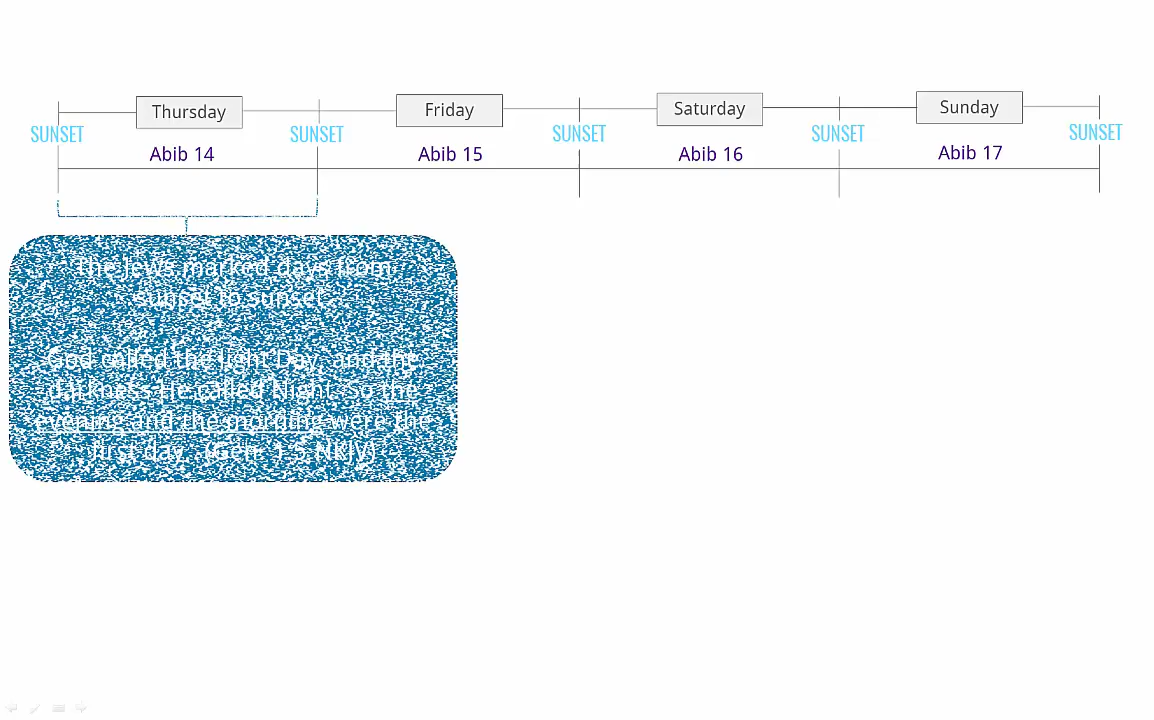 Thursday Friday Saturday Sunday
SUNSET SUNSET SUNSET SUNSET SUNSET
Abib 14 Abib 15 Abib 16 Abib 17
The Jews marked days from
sunset to sunset.
God called the light Day, and the
darkness He called Night. So the
evening and the morning were the
first day. (Gen. 1:5 NKJV)